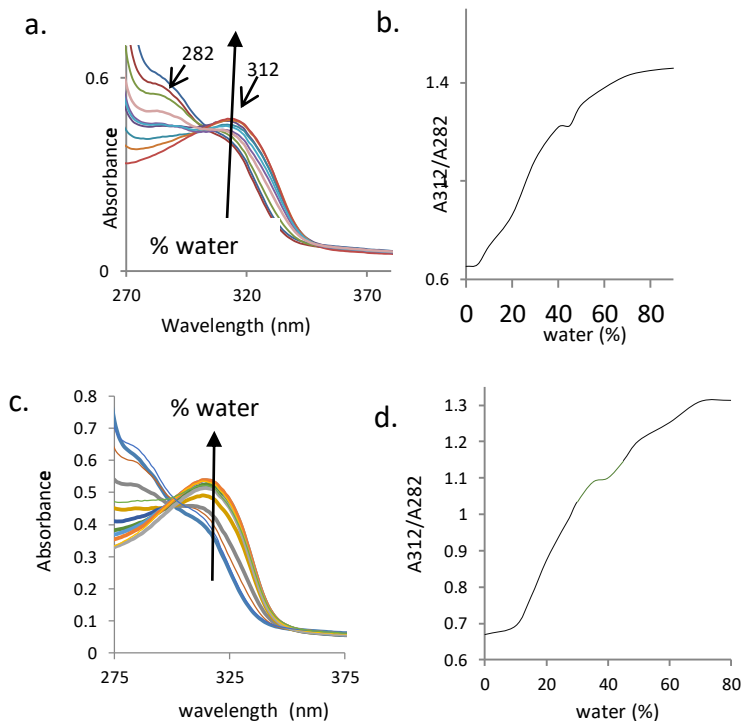 a.
282
312
0.6
0
Absorbance
% water
270
320
370
Wavelength (nm)
b.
1.4
1
0.6
A312/A282
0
20
40
60
80
water (%)
c.
% water
0.8
0.7
0.6
0.5
0.4
0.3
0.2
0.1
0
Absorbance
275
325
375
wavelength (nm)
d.
1.3
1.2
1.1
1
0.9
0.8
0.7
0.6
A312/A282
0
20
40
60
80
water (%)